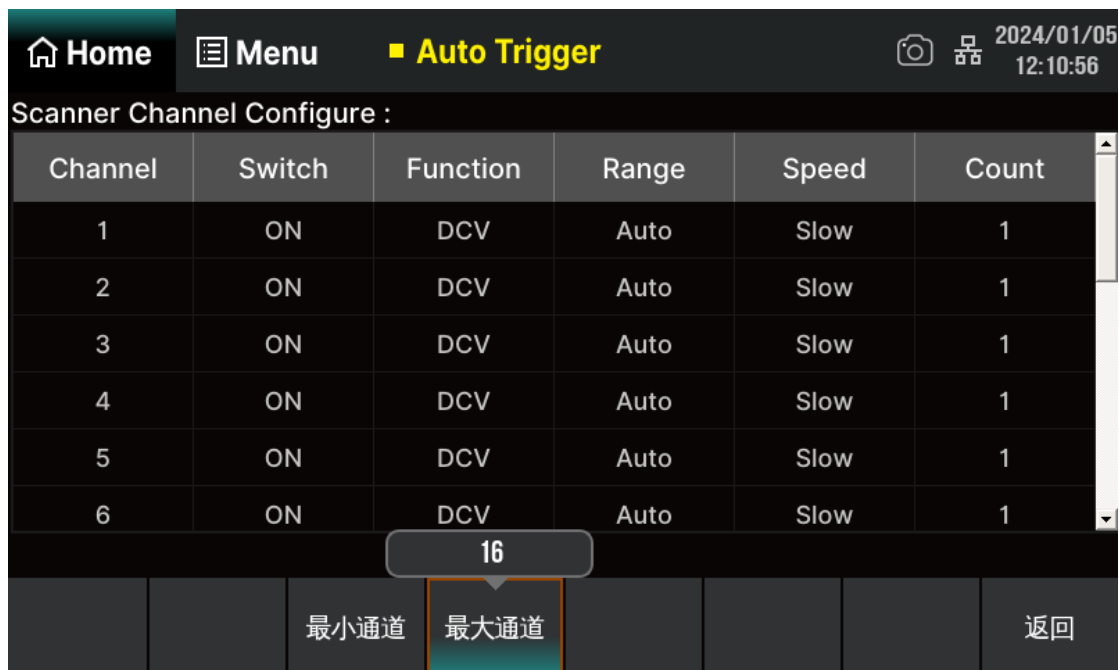 Home Menu Auto Trigger 2024/01/05
12:10:56
Scanner Channel Configure :
Channel Switch Function Range Speed Count
1 ON DCV Auto Slow 1
2 ON DCV Auto Slow 1
3 ON DCV Auto Slow 1
4 ON DCV Auto Slow 1
5 ON DCV Auto Slow 1
6 ON DCV Auto Slow 1
16
最小通道 最大通道 返回